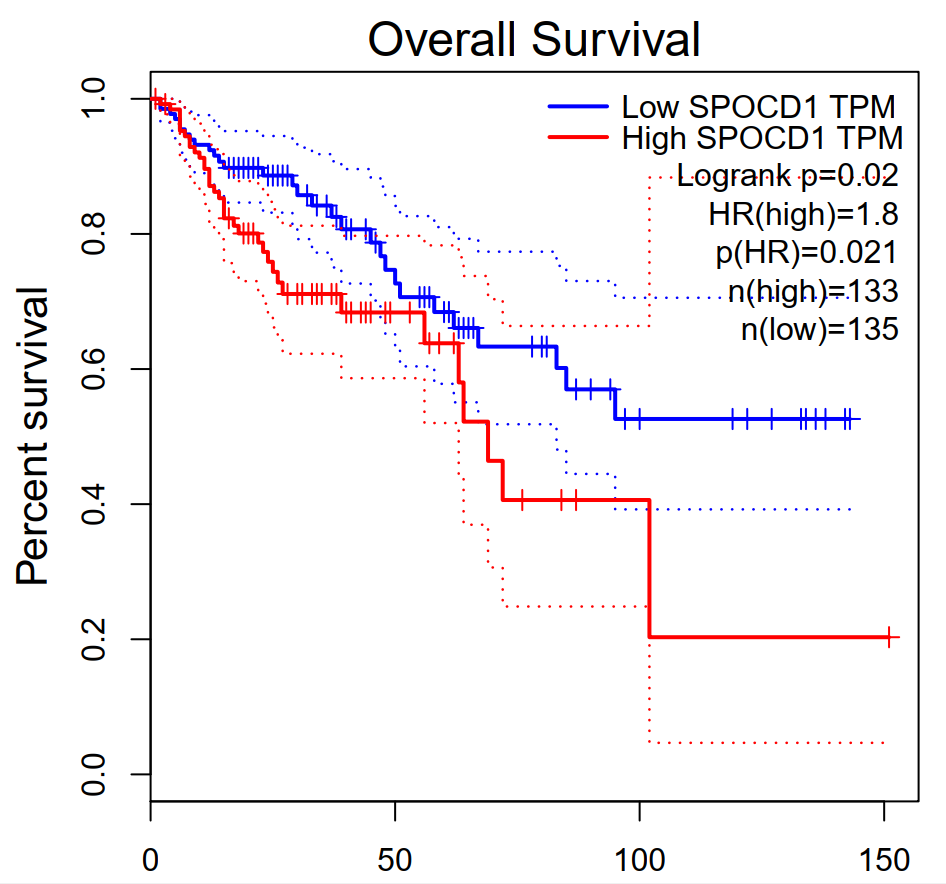 Overall Survival
Low SPOCD1 TPM
High SPOCD1 TPM
Logrank p=0.02
HR(high)=1.8
p(HR)=0.021
n(high)=133
n(low)=135
Percent survival
1.0
0.8
0.6
0.4
0.2
0.0
0 50 100 150